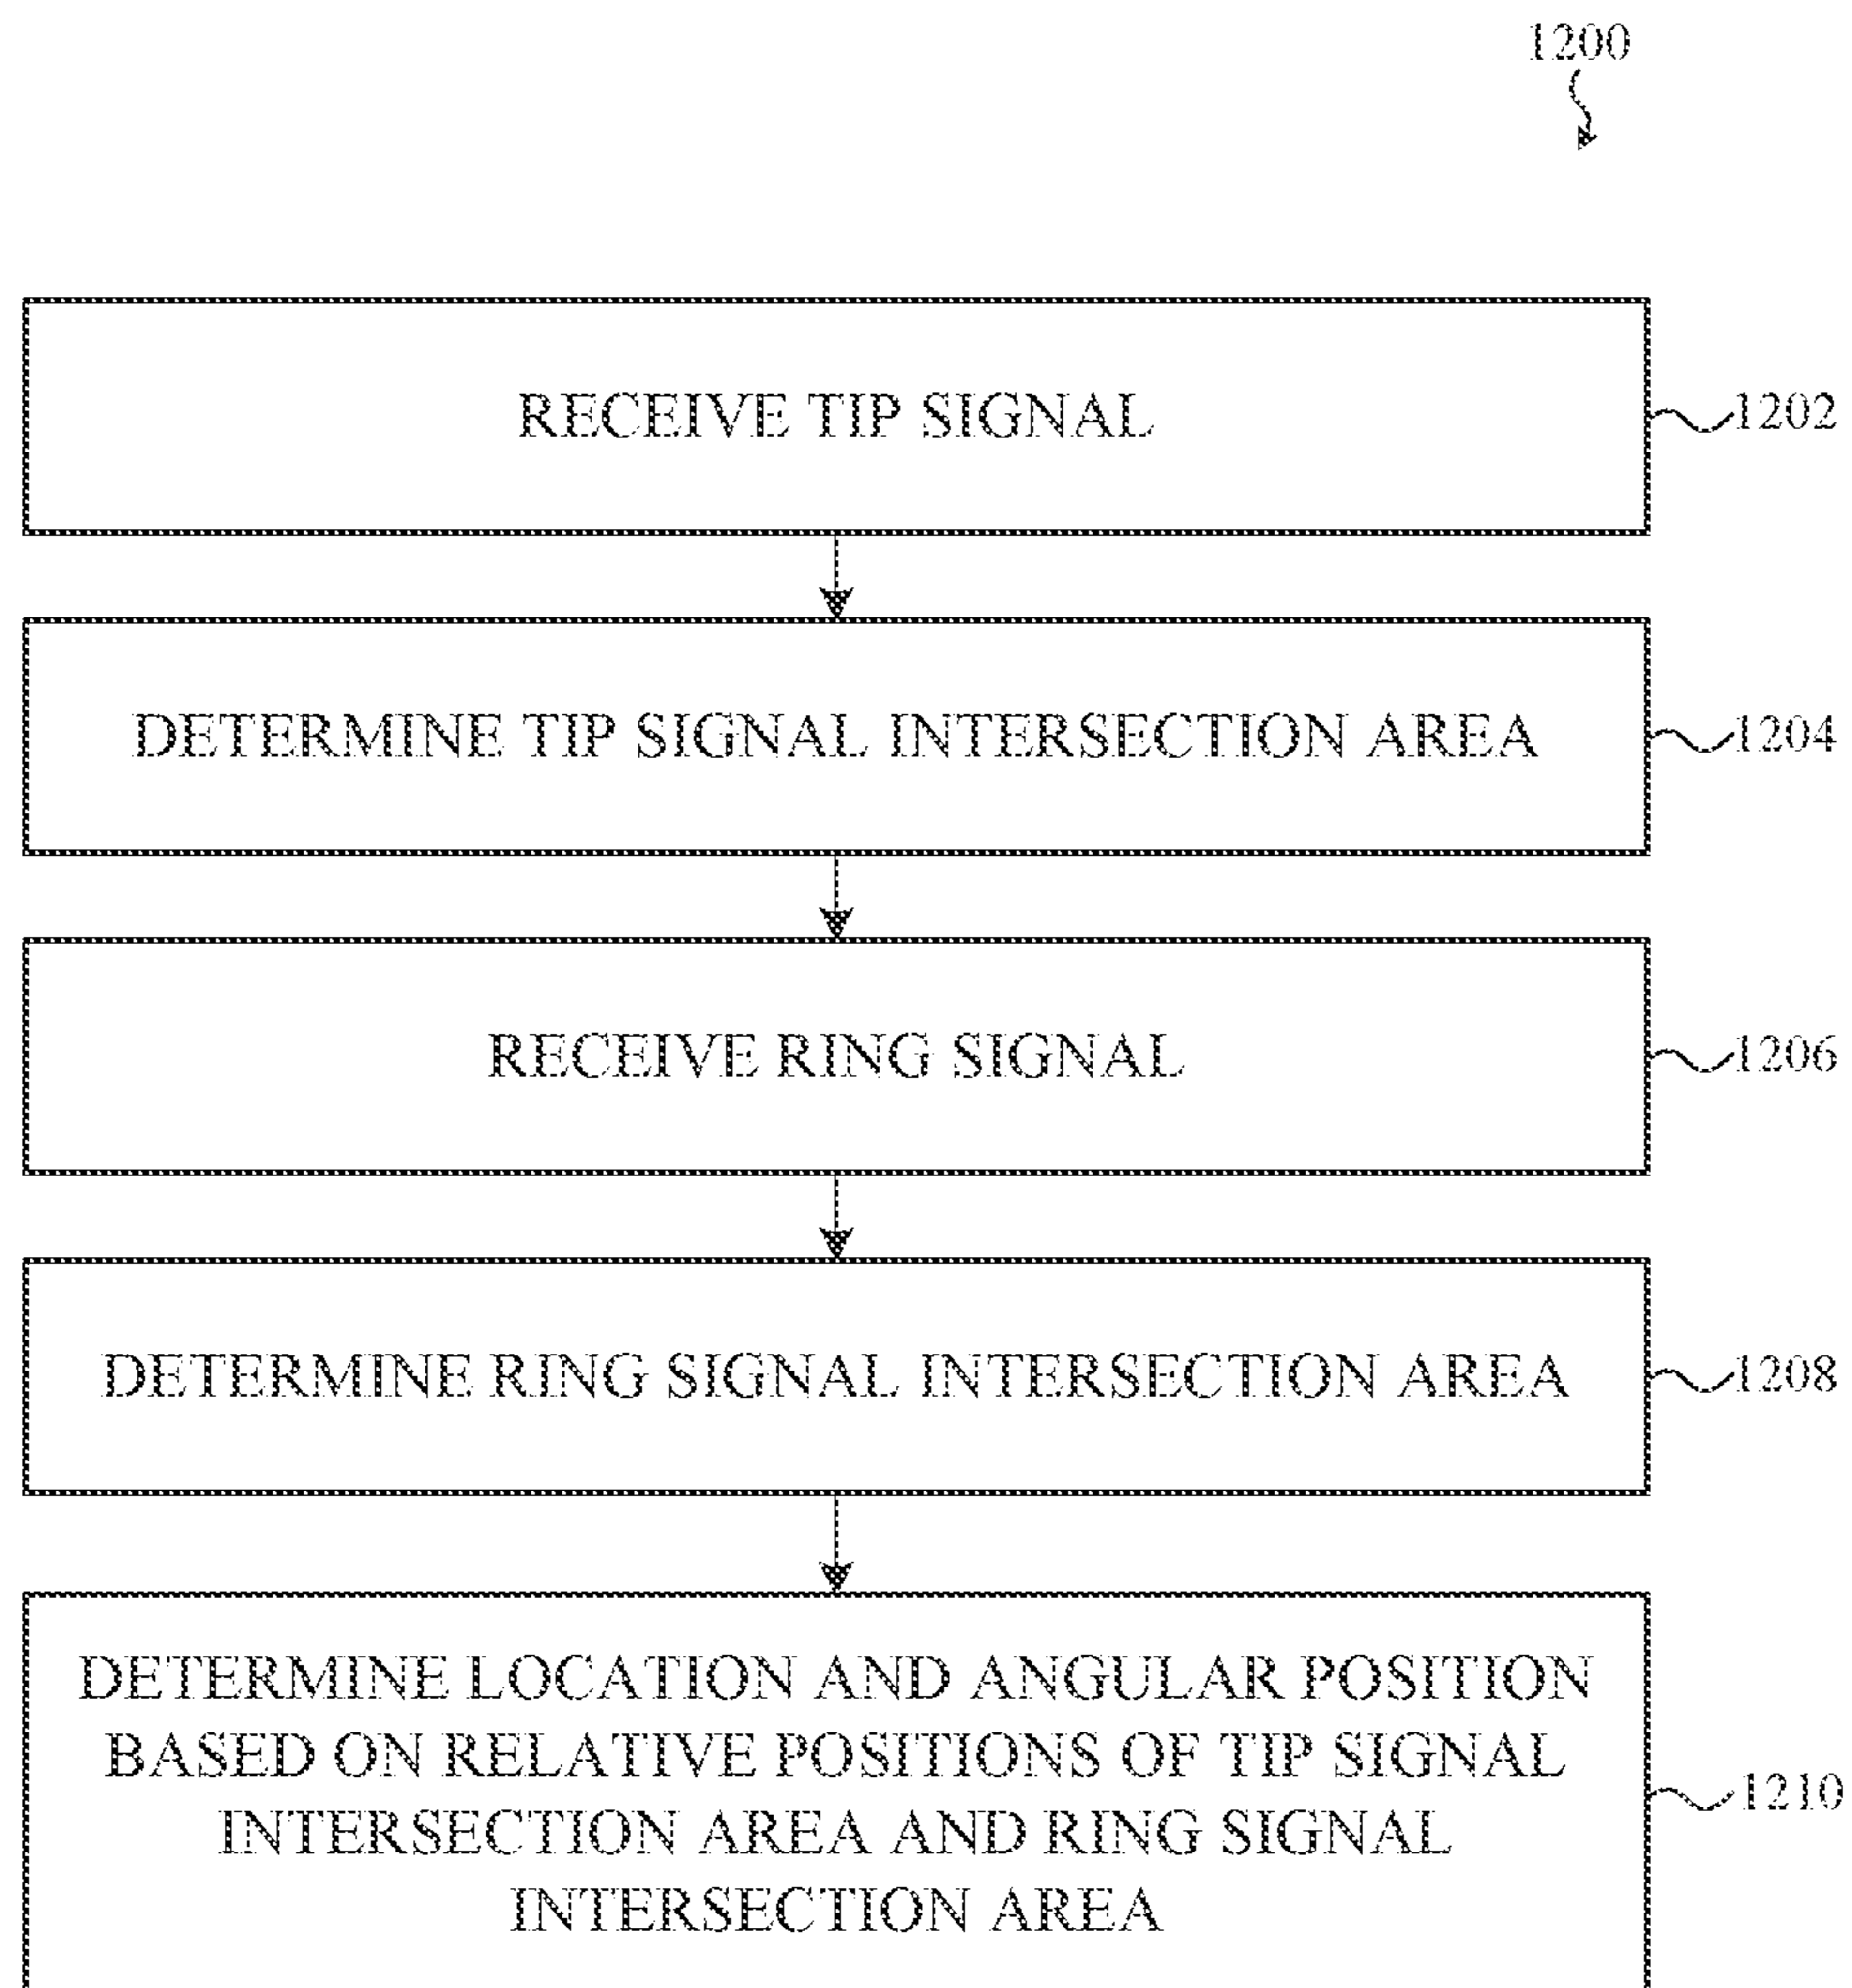 1200
RECEIVE TIP SIGNAL
1202
DETERMINE TIP SIGNAL INTERSECTION AREA
1204
RECEIVE RING SIGNAL
1206
DETERMINE RING SIGNAL INTERSECTION AREA
1208
DETERMINE LOCATION AND ANGULAR POSITION
BASED ON RELATIVE POSITIONS OF TIP SIGNAL
INTERSECTION AREA AND RING SIGNAL
INTERSECTION AREA
1210